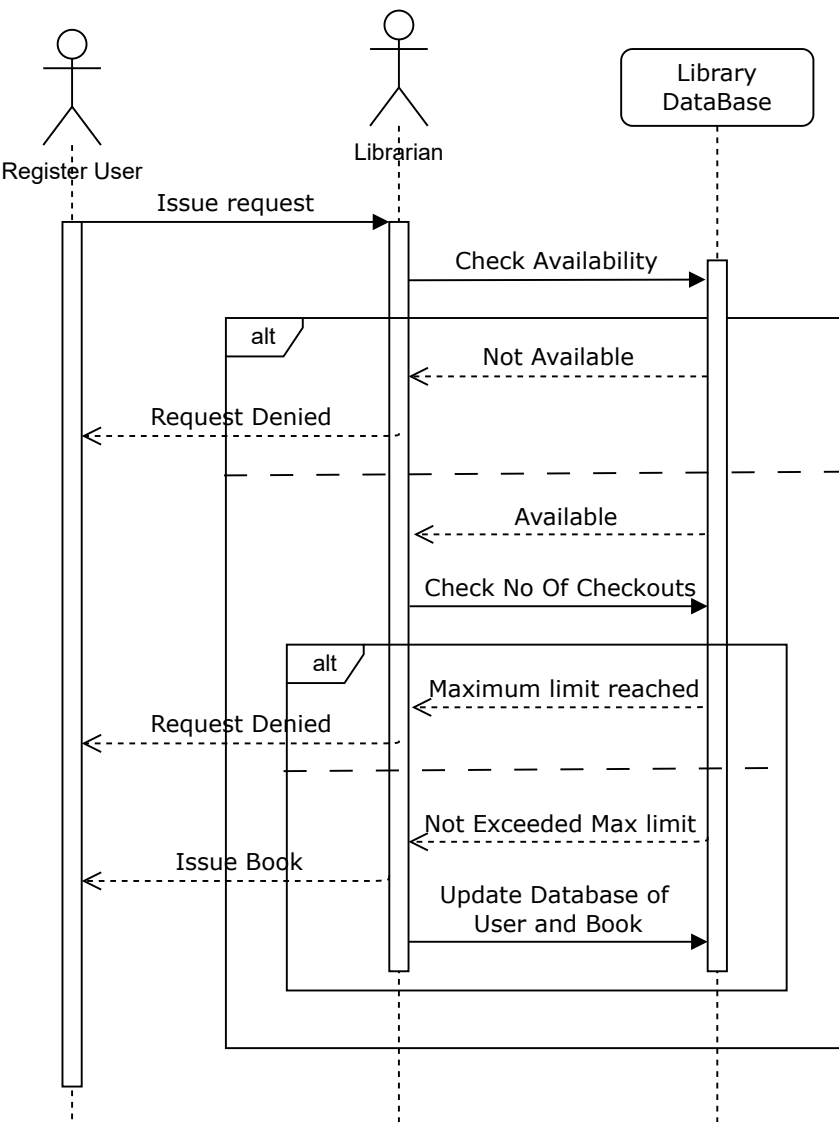 Library
DataBase
Librarian
Register User
Issue request
Check Availability
alt
Not Available
Request Denied
Available
Check No Of Checkouts
alt
Maximum limit reached
Request Denied
Not Exceeded Max limit
Issue Book
Update Database of
User and Book